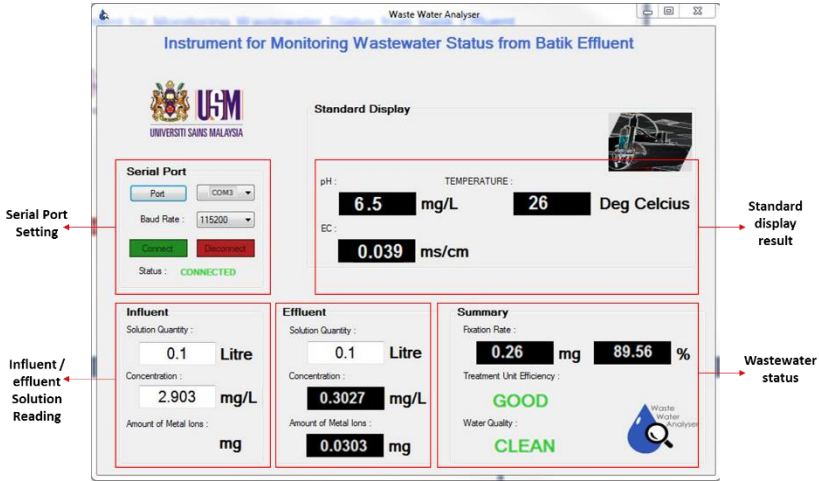 Waste Water Analyser
Instrument for Monitoring Wastewater Status from Batik Effluent
USM
UNIVERSITI SAINS MALAYSIA
Standard Display
Serial Port
Port
COM3
Baud Rate :
115200
Connect
Disconnect
Status :
CONNECTED
Serial Port
Setting
pH :
TEMPERATURE :
6.5
mg/L
26
Deg Celcius
EC :
0.039
ms/cm
Standard
display
result
Influent
Solution Quantity :
0.1
Litre
Concentration :
2.903
mg/L
Amount of Metal Ions :
mg
Influent /
effluent
Solution
Reading
Effluent
Solution Quantity :
0.1
Litre
Concentration :
0.3027
mg/L
Amount of Metal Ions :
0.0303
mg
Summary
Fixation Rate :
0.26
mg
89.56
%
Treatment Unit Efficiency :
GOOD
Water Quality :
CLEAN
Waste
Water
Analyser
Wastewater
status